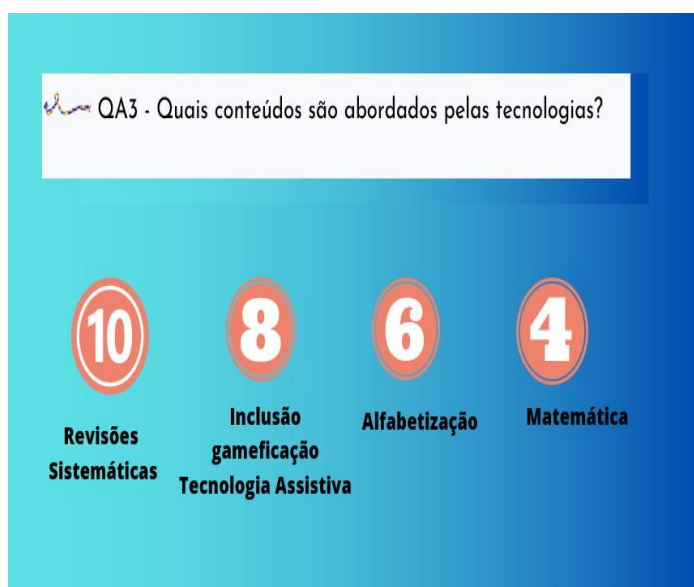 QA3 - Quais conteúdos são abordados pelas tecnologias?
10
8
6
4
Revisões
Sistemáticas
Inclusão
gameficação
Tecnologia Assistiva
Alfabetização
Matemática